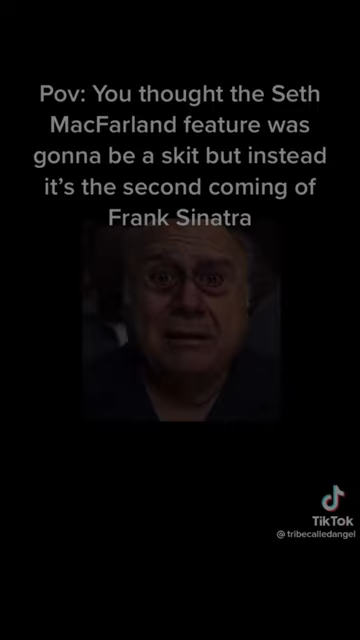 Pov: You thought the Seth
MacFarland feature was
gonna be a skit but instead
it's the second coming of
Frank Sinatra
TikTok
@tribecalledangel